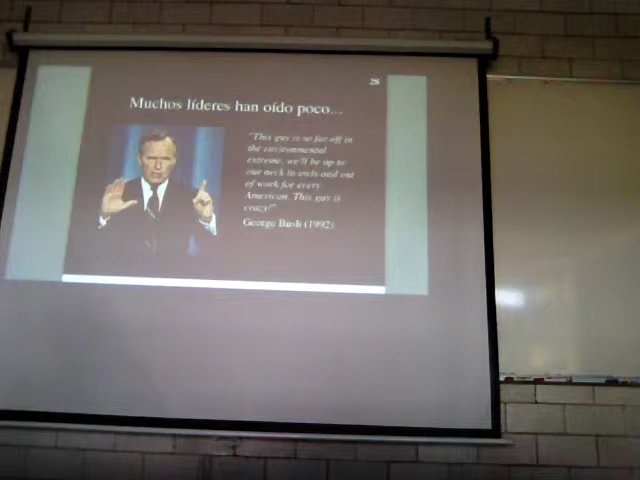 28
Muchos líderes han oído poco...
"This guy is so far off in
the environmental
extreme, we'll be up to
our neck in owls and out
of work for every
American. This guy is
crazy!"
George Bush (1992)